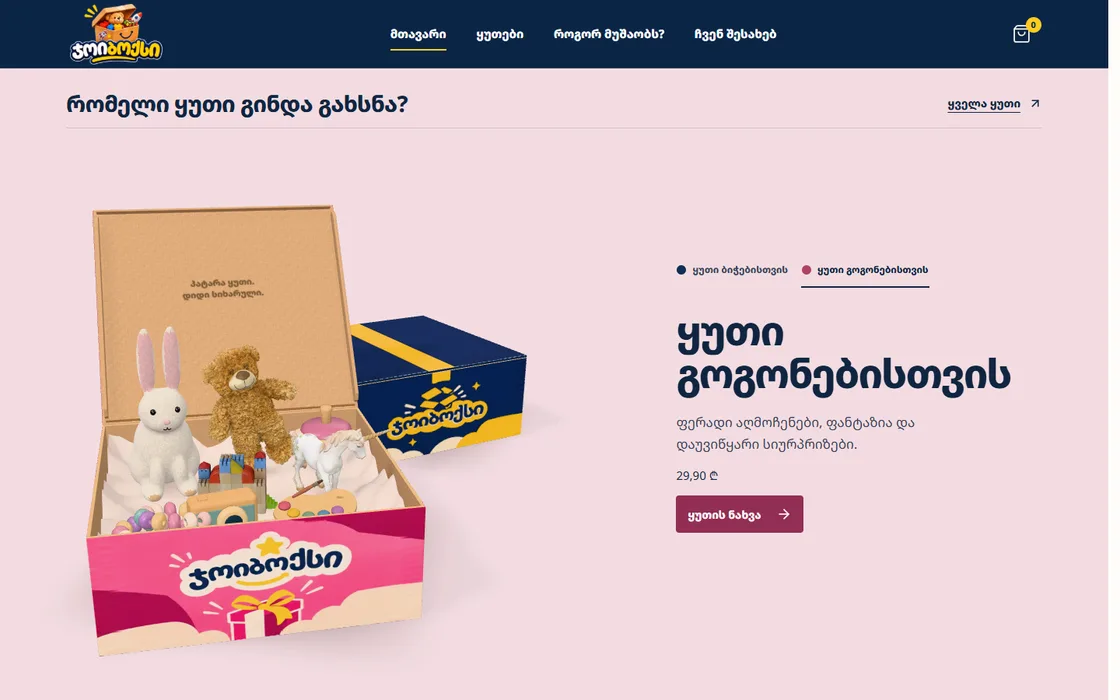 ჯოიბოქსი
მთავარი
ყუთები
როგორ მუშაობს?
ჩვენ შესახებ
0
რომელი ყუთი გინდა გახსნა?
ყველა ყუთი
პატარა ყუთი.
დიდი სიხარული.
ჯოიბოქსი
ჯოიბოქსი
ყუთი ბიჭებისთვის
ყუთი გოგონებისთვის
ყუთი
გოგონებისთვის
ფერადი აღმოჩენები, ფანტაზია და
დაუვიწყარი სიურპრიზები.
29,90 ₾
ყუთის ნახვა